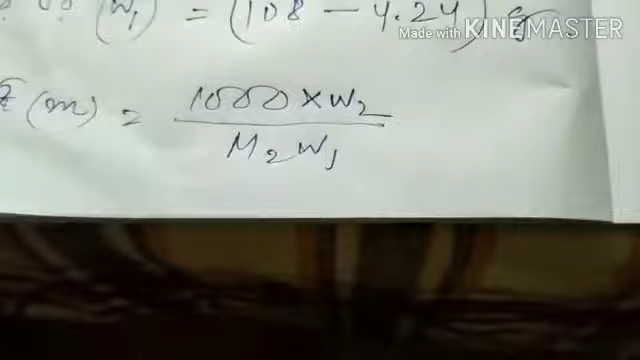 (W₁) = (108 - 4.24) g
Made with KINEMASTER
(m) = 1000 × W₂
M₂ W₁